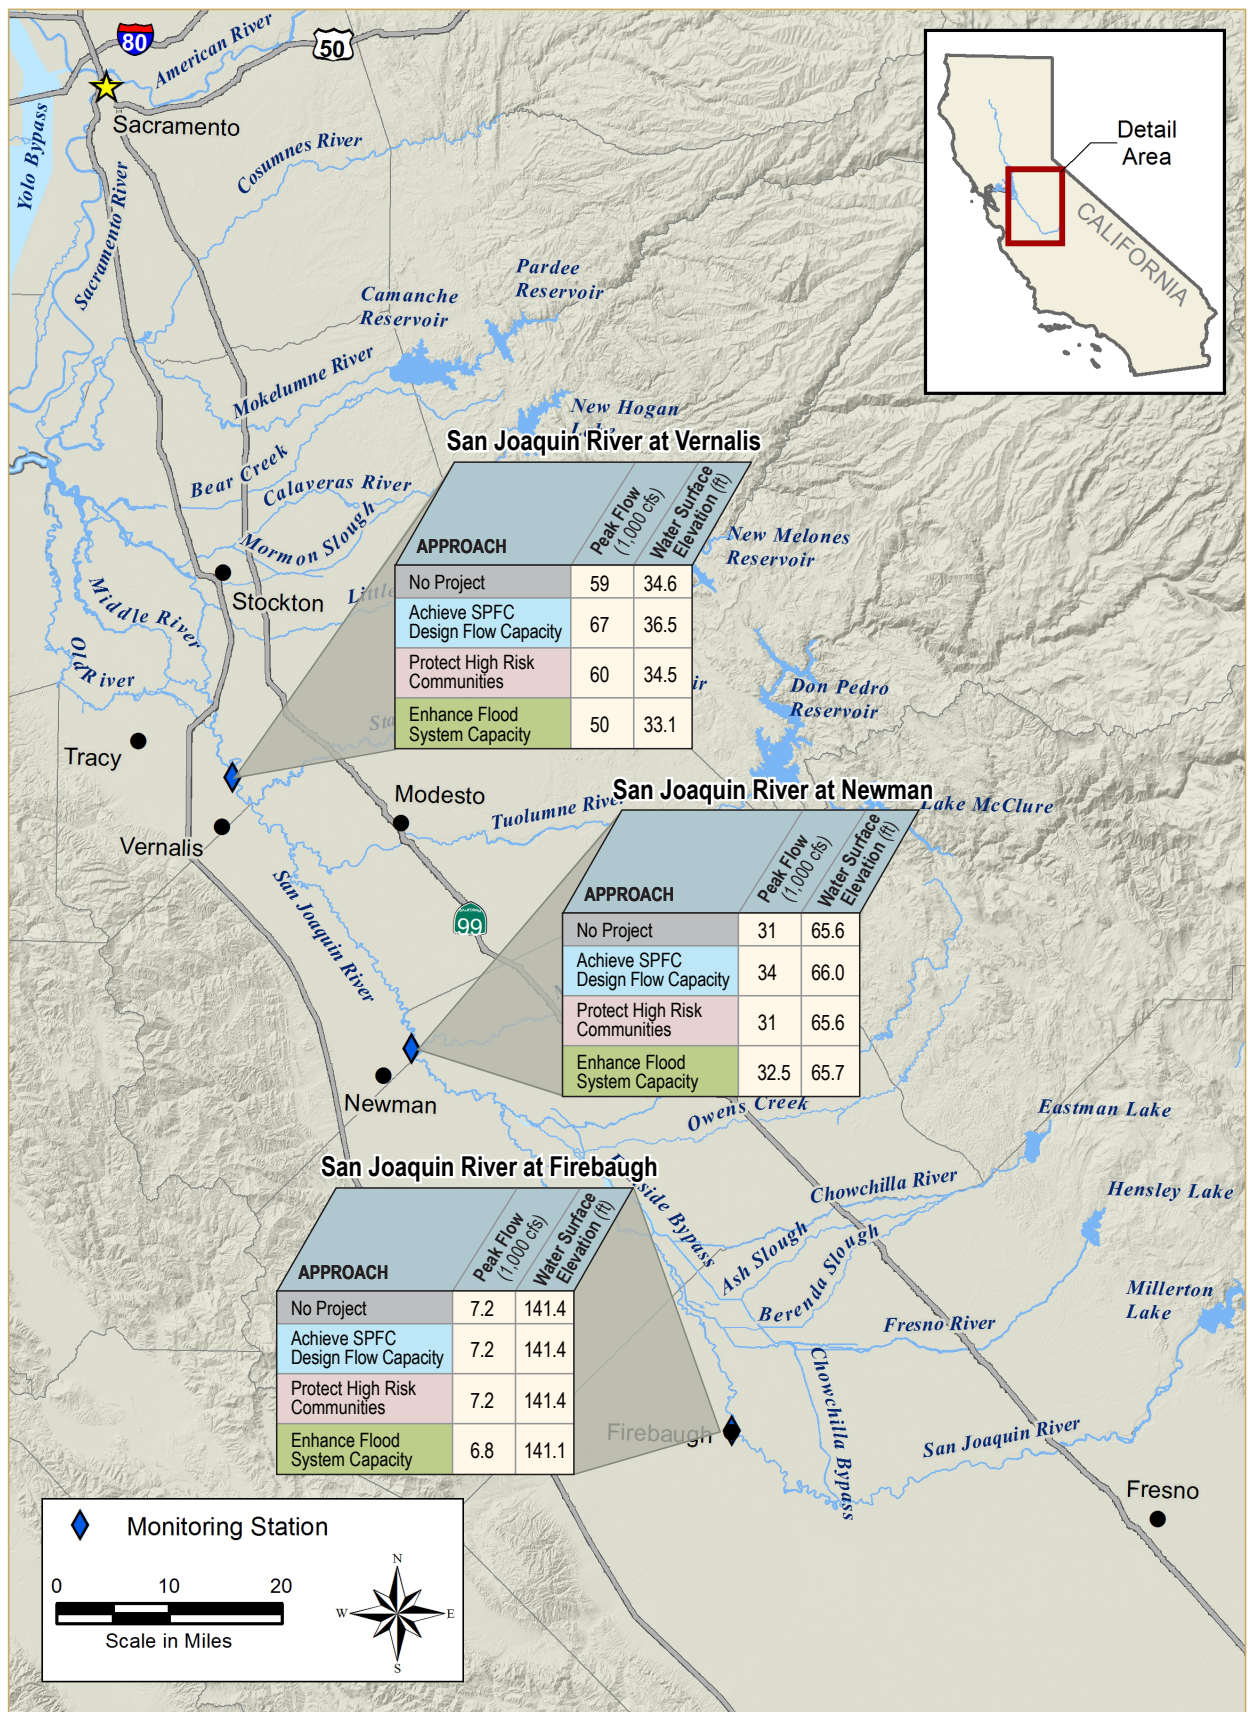 80
50
American River
Sacramento
Yolo Bypass
Sacramento River
Cosumnes River
Detail
Area
CALIFORNIA
Pardee
Reservoir
Camanche
Reservoir
Mokelumne River
New Hogan
San Joaquin River at Vernalis
Bear Creek
Calaveras River
Mormon Slough
APPROACH
Peak Flow
(1,000 cfs)
Water Surface
Elevation (ft)
No Project 59 34.6
Achieve SPFC
Design Flow Capacity 67 36.5
Protect High Risk
Communities 60 34.5
Enhance Flood
System Capacity 50 33.1
New Melones
Reservoir
Stockton
Little
Middle River
Old River
Don Pedro
Reservoir
Tracy
Modesto
Vernalis
Tuolumne River
San Joaquin River at Newman
Lake McClure
APPROACH
Peak Flow
(1,000 cfs)
Water Surface
Elevation (ft)
No Project 31 65.6
Achieve SPFC
Design Flow Capacity 34 66.0
Protect High Risk
Communities 31 65.6
Enhance Flood
System Capacity 32.5 65.7
San Joaquin River
CALIFORNIA
99
Newman
Owens Creek
Eastman Lake
San Joaquin River at Firebaugh
Bypass
Chowchilla River
Hensley Lake
APPROACH
Peak Flow
(1,000 cfs)
Water Surface
Elevation (ft)
No Project 7.2 141.4
Achieve SPFC
Design Flow Capacity 7.2 141.4
Protect High Risk
Communities 7.2 141.4
Enhance Flood
System Capacity 6.8 141.1
Ash Slough
Berenda Slough
Millerton
Lake
Fresno River
Chowchilla Bypass
Firebaugh
San Joaquin River
Fresno
Monitoring Station
0 10 20
Scale in Miles
N
W E
S